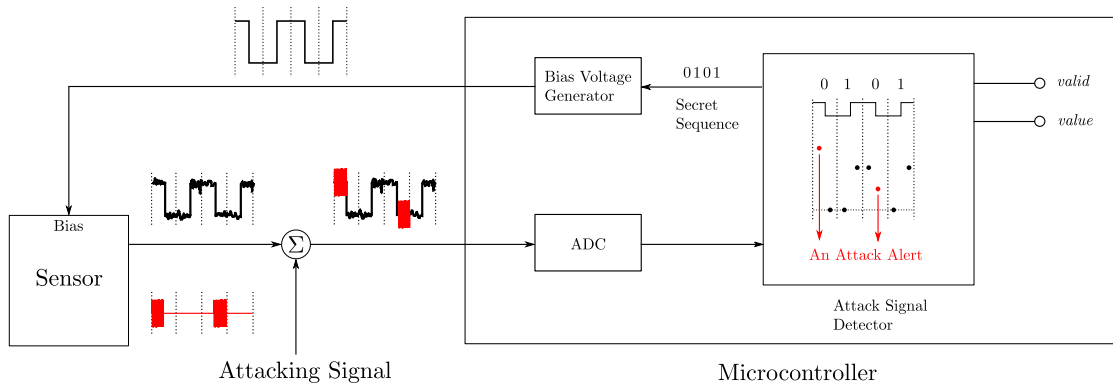 Bias Voltage
Generator
0101
Secret
Sequence
0 1 0 1
valid
value
Bias
Sensor
Σ
ADC
An Attack Alert
Attack Signal
Detector
Attacking Signal
Microcontroller